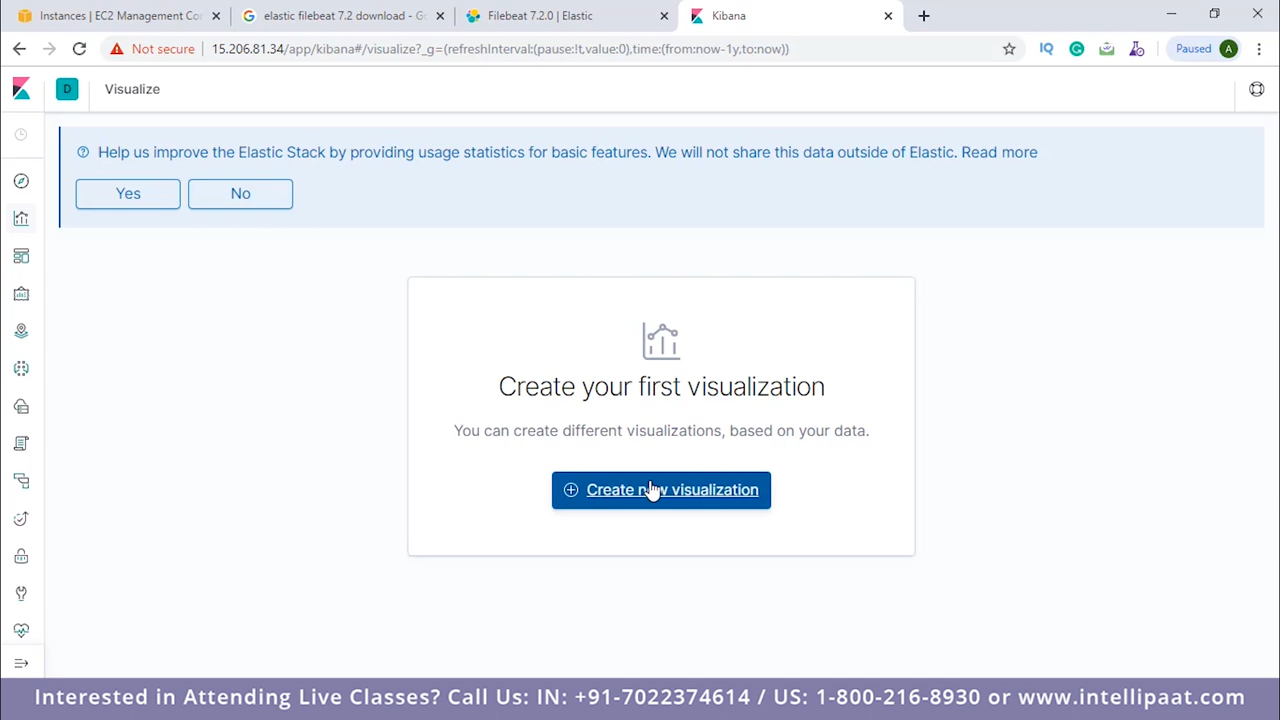 Instances | EC2 Management Con
elastic filebeat 7.2 download - Go
Filebeat 7.2.0 | Elastic
Kibana
Not secure
15.206.81.34/app/kibana#/visualize?_g=(refreshInterval:(pause:!t,value:0),time:(from:now-1y,to:now))
IQ
Paused
A
D
Visualize
Help us improve the Elastic Stack by providing usage statistics for basic features. We will not share this data outside of Elastic. Read more
Yes
No
Create your first visualization
You can create different visualizations, based on your data.
Create new visualization
Interested in Attending Live Classes? Call Us: IN: +91-7022374614 / US: 1-800-216-8930 or www.intellipaat.com